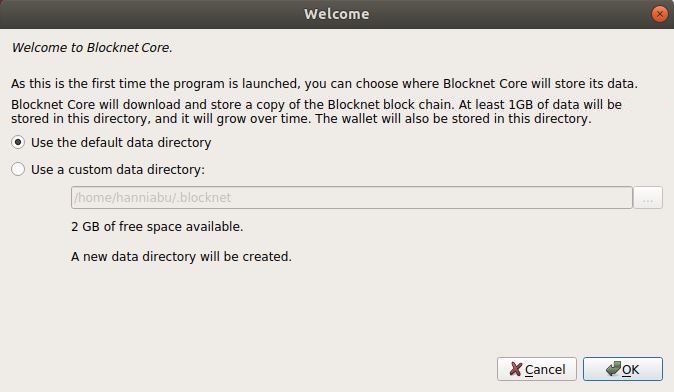 Welcome
Welcome to Blocknet Core.
As this is the first time the program is launched, you can choose where Blocknet Core will store its data.
Blocknet Core will download and store a copy of the Blocknet block chain. At least 1GB of data will be
stored in this directory, and it will grow over time. The wallet will also be stored in this directory.
Use the default data directory
Use a custom data directory:
/home/hanniabu/.blocknet
...
2 GB of free space available.
A new data directory will be created.
Cancel
OK